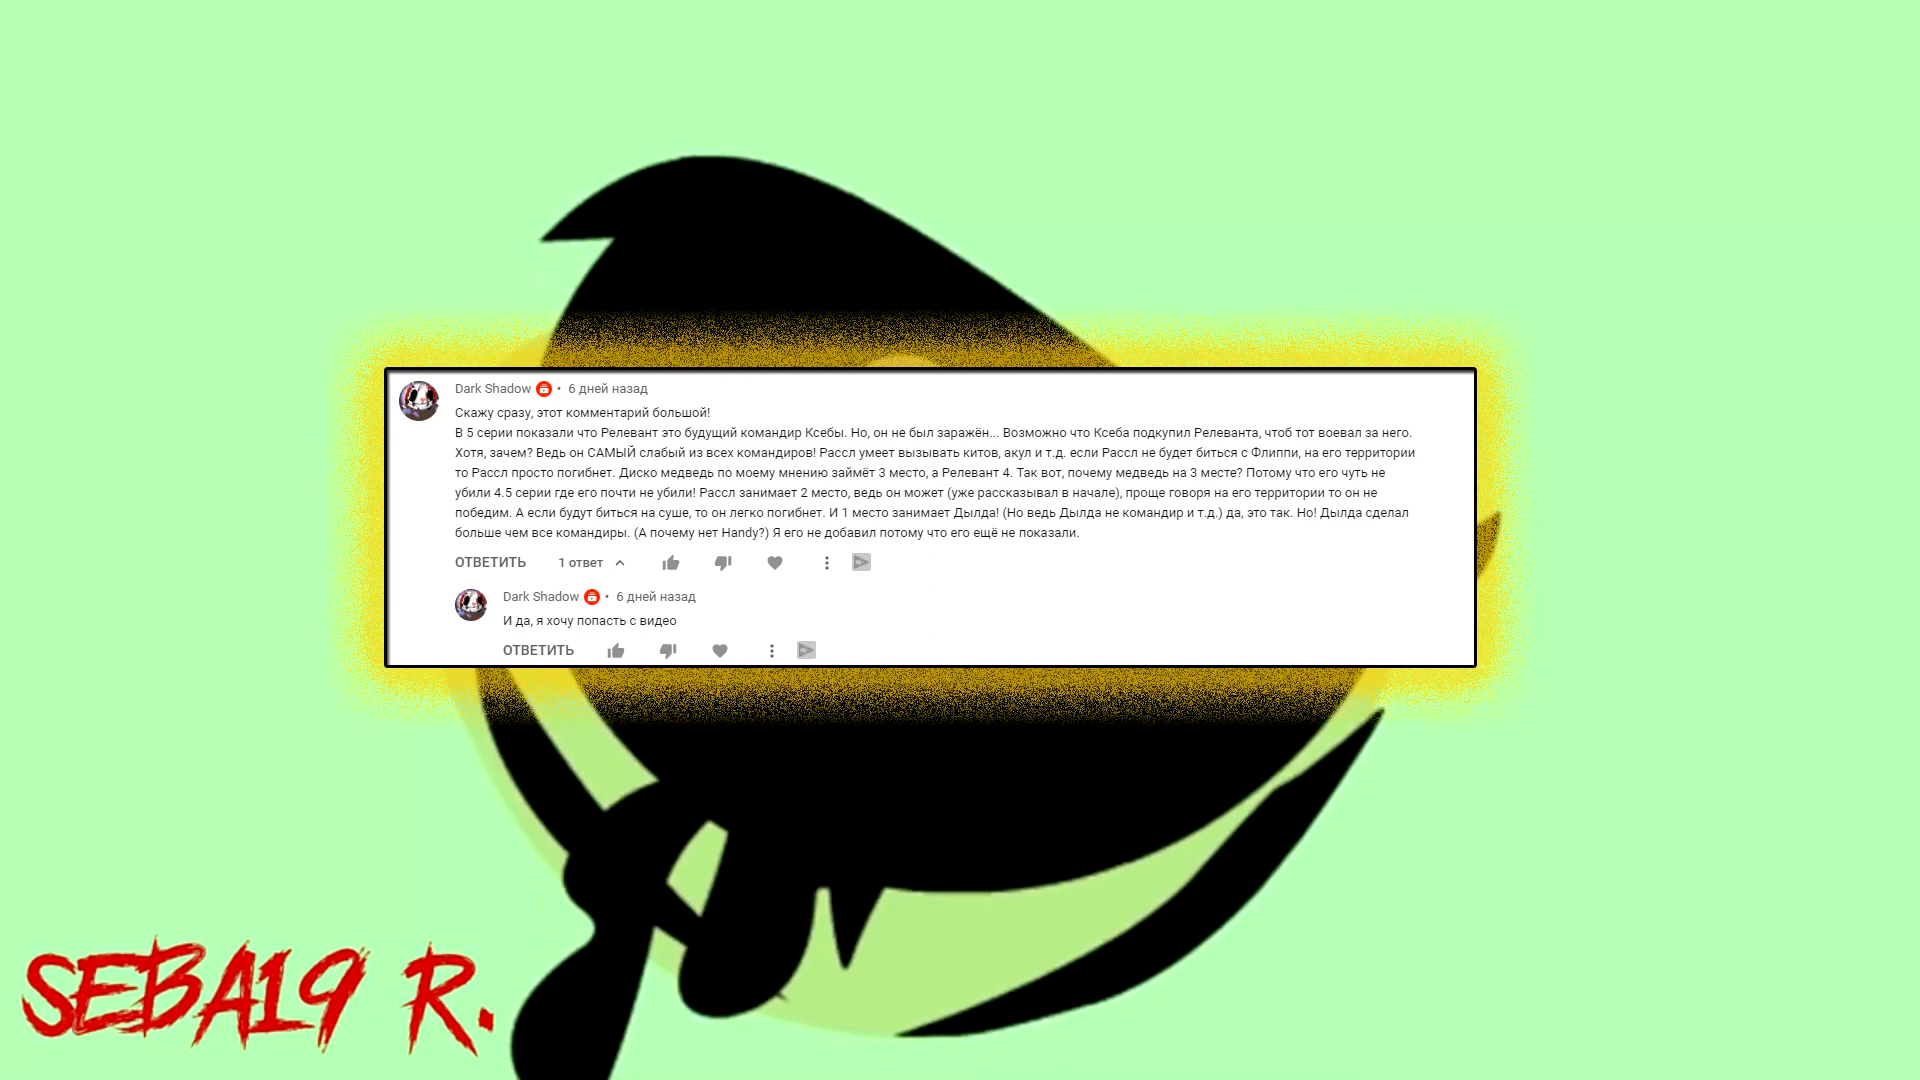 Dark Shadow • 6 дней назад
Скажу сразу, этот комментарий большой!
В 5 серии показали что Релевант это будущий командир Ксебы. Но, он не был заражён... Возможно что Ксеба подкупил Релеванта, чтоб тот воевал за него.
Хотя, зачем? Ведь он САМЫЙ слабый из всех командиров! Рассл умеет вызывать китов, акул и т.д. если Рассл не будет биться с Флиппи, на его территории
то Рассл просто погибнет. Диско медведь по моему мнению займёт 3 место, а Релевант 4. Так вот, почему медведь на 3 месте? Потому что его чуть не
убили 4.5 серии где его почти не убили! Рассл занимает 2 место, ведь он может (уже рассказывал в начале), проще говоря на его территории то он не
победим. А если будут биться на суше, то он легко погибнет. И 1 место занимает Дылда! (Но ведь Дылда не командир и т.д.) да, это так. Но! Дылда сделал
больше чем все командиры. (А почему нет Handy?) Я его не добавил потому что его ещё не показали.
ОТВЕТИТЬ 1 ответ
Dark Shadow • 6 дней назад
И да, я хочу попасть с видео
ОТВЕТИТЬ
SEBA19 R.